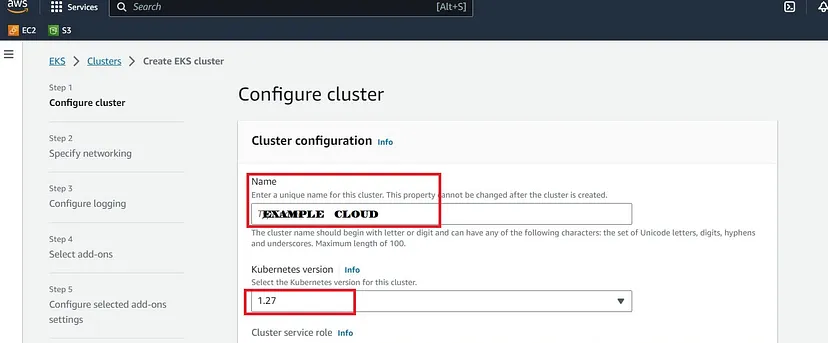 aws
Services
Search
[Alt+S]
EC2
S3
EKS > Clusters > Create EKS cluster
Step 1
Configure cluster
Step 2
Specify networking
Step 3
Configure logging
Step 4
Select add-ons
Step 5
Configure selected add-ons
settings
Configure cluster
Cluster configuration Info
Name
Enter a unique name for this cluster. This property cannot be changed after the cluster is created.
EXAMPLE CLOUD
The cluster name should begin with letter or digit and can have any of the following characters: the set of Unicode letters, digits, hyphens
and underscores. Maximum length of 100.
Kubernetes version Info
Select the Kubernetes version for this cluster.
1.27
Cluster service role Info